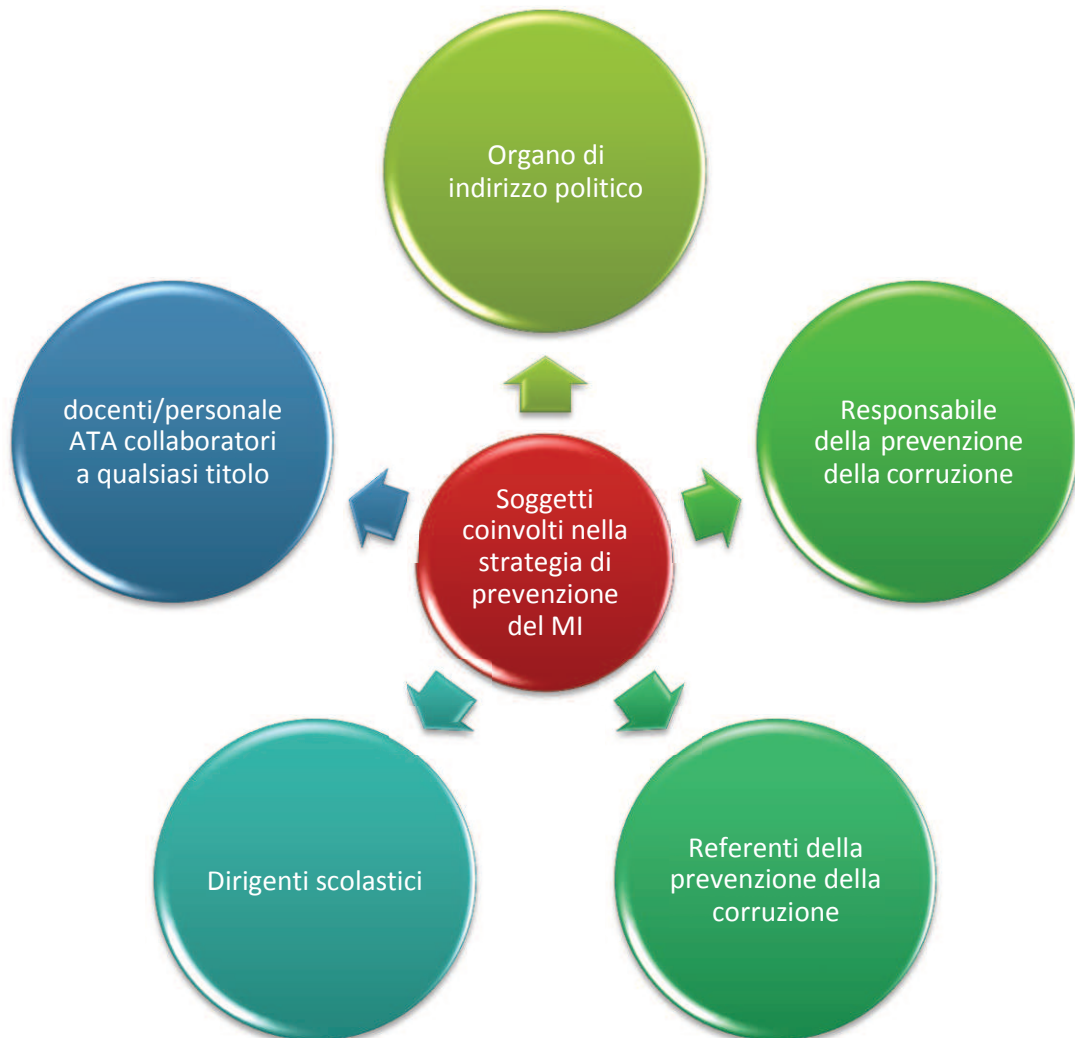 Organo di
indirizzo politico
docenti/personale
ATA collaboratori
a qualsiasi titolo
Responsabile
della prevenzione
della corruzione
Soggetti
coinvolti nella
strategia di
prevenzione
del MI
Dirigenti scolastici
Referenti della
prevenzione della
corruzione